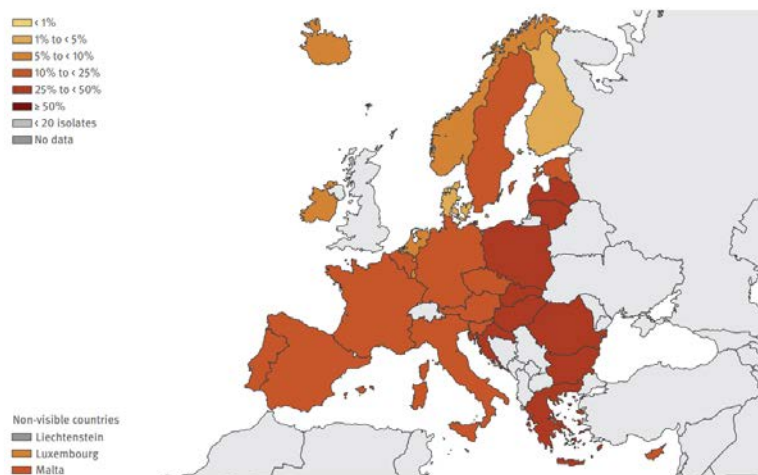 < 1%
1% to < 5%
5% to < 10%
10% to < 25%
25% to < 50%
≥ 50%
< 20 isolates
No data
Non-visible countries
Liechtenstein
Luxembourg
Malta